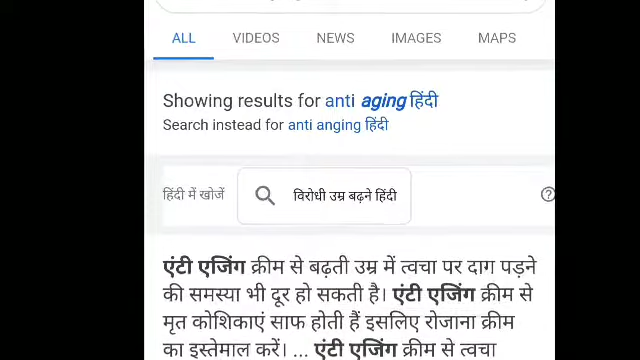 ALL VIDEOS NEWS IMAGES MAPS
Showing results for anti aging हिंदी
Search instead for anti anging हिंदी
हिंदी में खोजें विरोधी उम्र बढ़ने हिंदी
एंटी एजिंग क्रीम से बढ़ती उम्र में त्वचा पर दाग पड़ने
की समस्या भी दूर हो सकती है। एंटी एजिंग क्रीम से
मृत कोशिकाएं साफ होती हैं इसलिए रोजाना क्रीम
का इस्तेमाल करें। ... एंटी एजिंग क्रीम से त्वचा